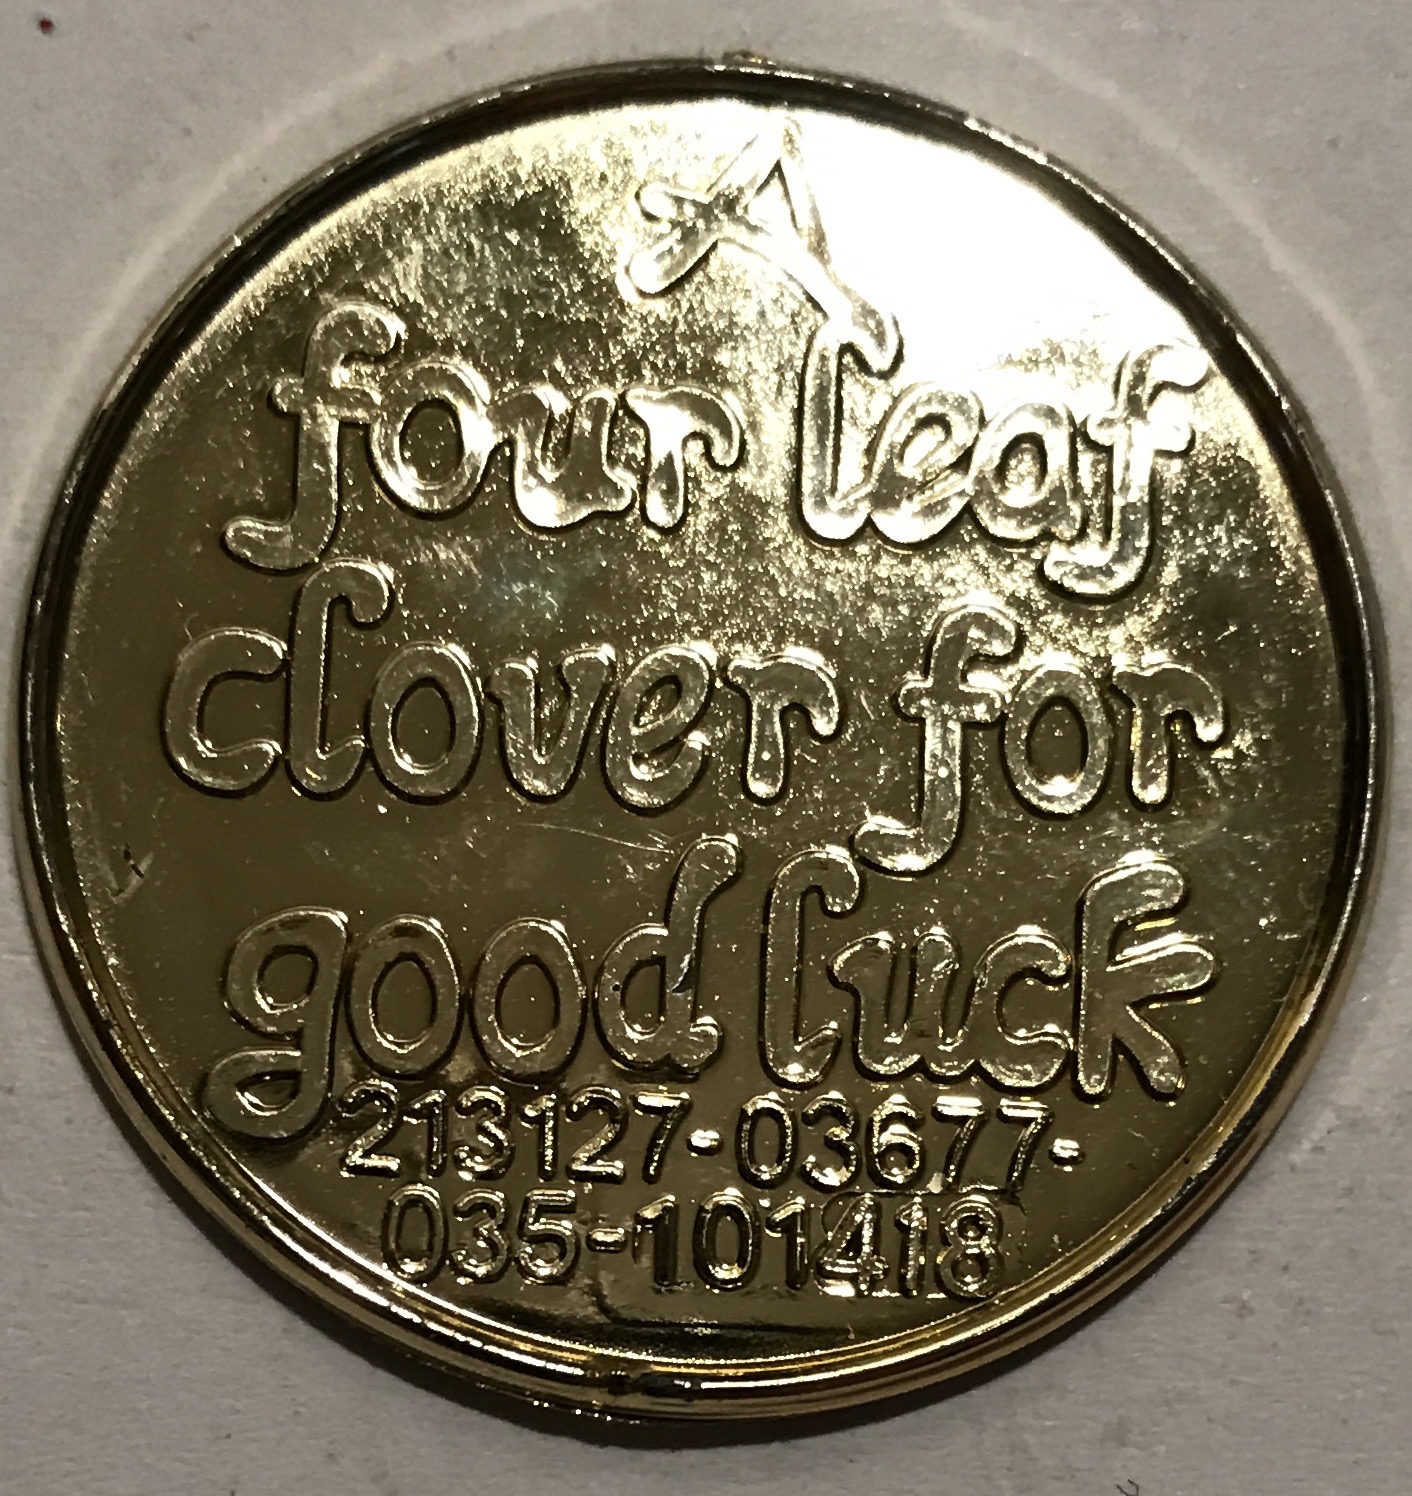 A
four leaf
clover for
good luck
213127-03677-
035-101418